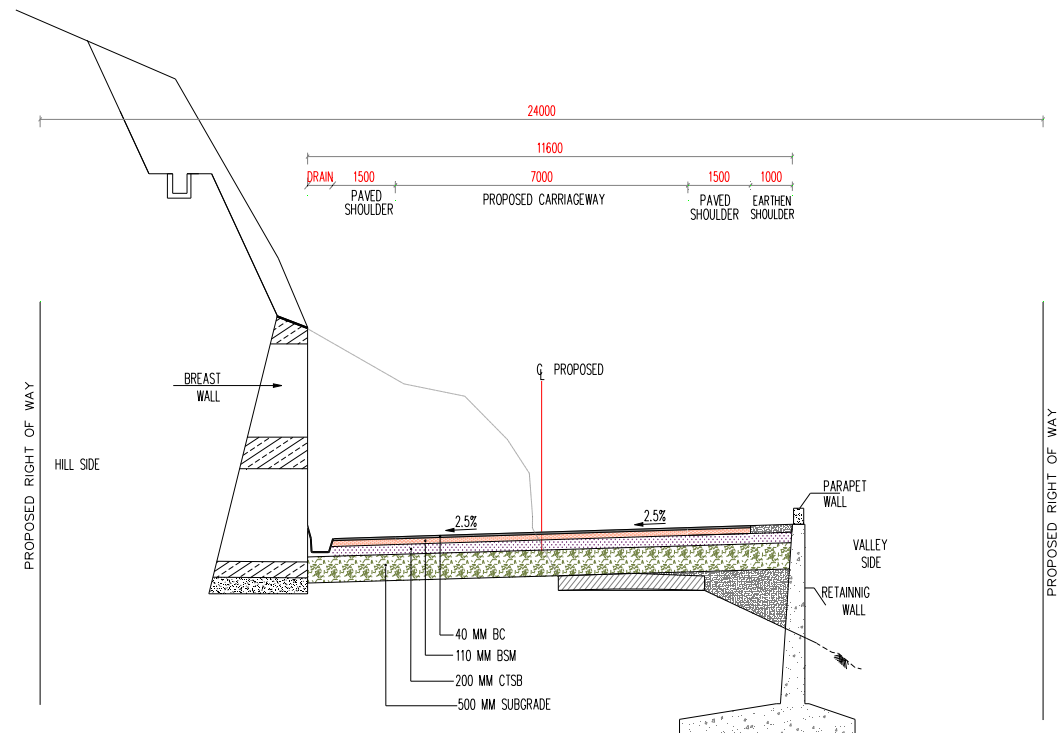 24000
11600
DRAIN
1500
7000
1500
1000
PAVED
SHOULDER
PROPOSED CARRIAGEWAY
PAVED
SHOULDER
EARTHEN
SHOULDER
BREAST
WALL
C L PROPOSED
PROPOSED RIGHT OF WAY
HILL SIDE
PROPOSED RIGHT OF WAY
PARAPET
WALL
2.5%
2.5%
VALLEY
SIDE
RETAINNIG
WALL
40 MM BC
110 MM BSM
200 MM CTSB
500 MM SUBGRADE